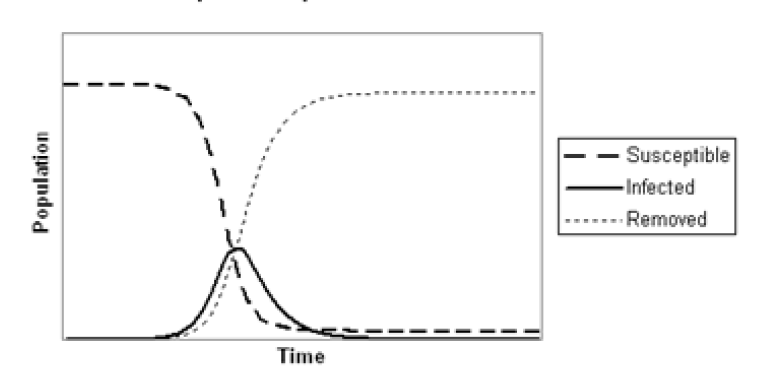 Population
Susceptible
Infected
Removed
Time